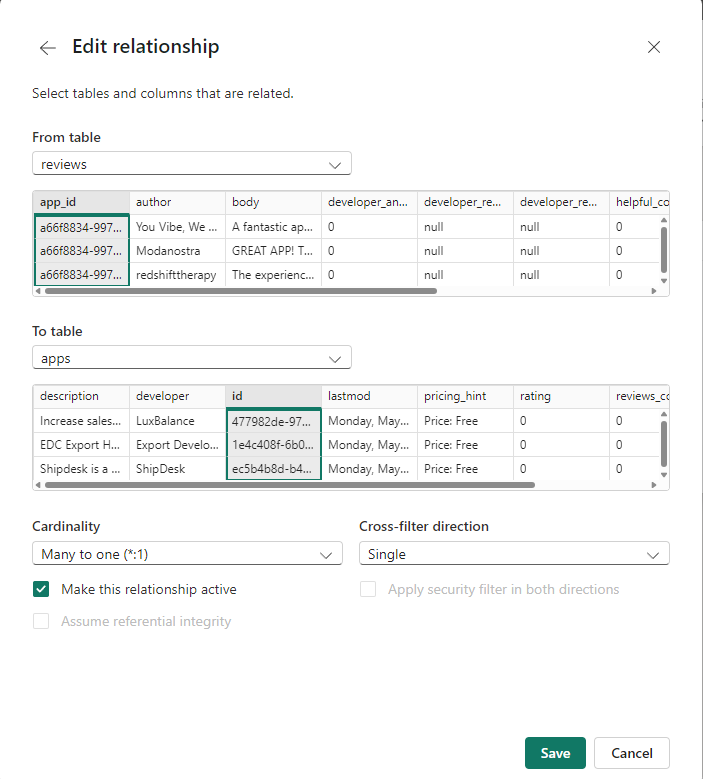 Edit relationship
Select tables and columns that are related.
From table
reviews
app_id author body developer_an... developer_re... developer_re... helpful_co
a66f8834-997... You Vibe, We ... A fantastic ap... 0 null null 0
a66f8834-997... Modanostra GREAT APP! T... 0 null null 0
a66f8834-997... redshifttherapy The experienc... 0 null null 0
To table
apps
description developer id lastmod pricing_hint rating reviews_co
Increase sales... LuxBalance 477982de-97... Monday, May... Price: Free 0 0
EDC Export H... Export Develo... 1e4c408f-6b0... Monday, May... Price: Free 0 0
Shipdesk is a ... ShipDesk ec5b4b8d-b4... Monday, May... Price: Free 0 0
Cardinality Cross-filter direction
Many to one (*:1) Single
Make this relationship active Apply security filter in both directions
Assume referential integrity
Save Cancel